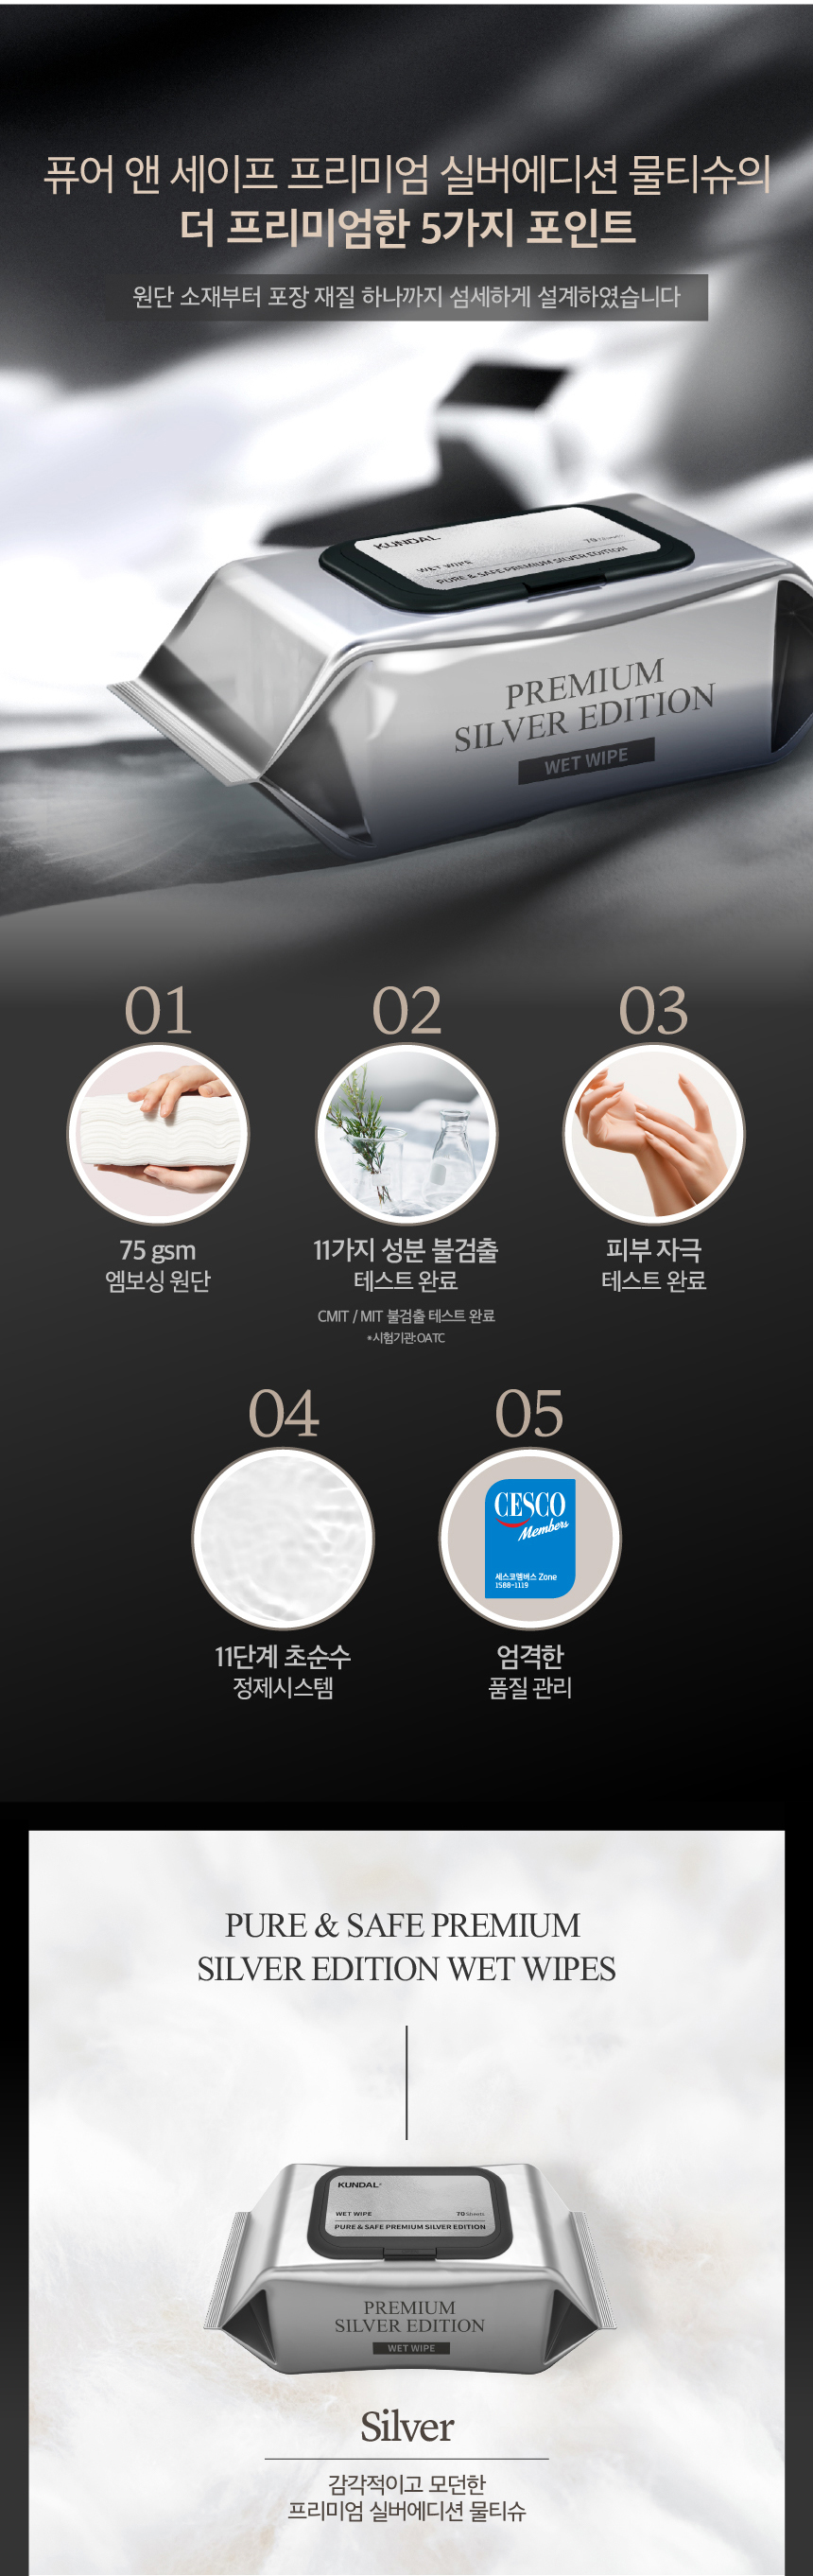 퓨어 앤 세이프 프리미엄 실버에디션 물티슈의
더 프리미엄한 5가지 포인트
원단 소재부터 포장 재질 하나까지 섬세하게 설계하였습니다
KUNDAL
70 Sheets
WET WIPE
PURE & SAFE PREMIUM SILVER EDITION
PREMIUM
SILVER EDITION
WET WIPE
01
75 gsm
엠보싱 원단
02
11가지 성분 불검출
테스트 완료
CMIT / MIT 불검출 테스트 완료
*시험기관:OATC
03
피부 자극
테스트 완료
04
11단계 초순수
정제시스템
05
CESCO
Members
세스코멤버스 Zone
1588-1119
엄격한
품질 관리
PURE & SAFE PREMIUM
SILVER EDITION WET WIPES
KUNDAL
WET WIPE 70 Sheets
PURE & SAFE PREMIUM SILVER EDITION
PREMIUM
SILVER EDITION
WET WIPE
Silver
감각적이고 모던한
프리미엄 실버에디션 물티슈